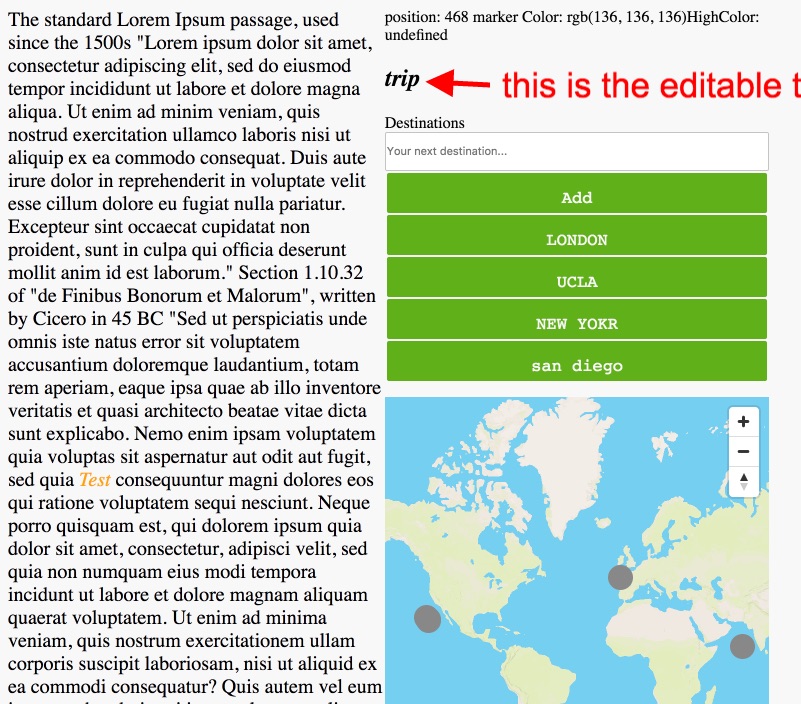 The standard Lorem Ipsum passage, used
since the 1500s "Lorem ipsum dolor sit amet,
consectetur adipiscing elit, sed do eiusmod
tempor incididunt ut labore et dolore magna
aliqua. Ut enim ad minim veniam, quis
nostrud exercitation ullamco laboris nisi ut
aliquip ex ea commodo consequat. Duis aute
irure dolor in reprehenderit in voluptate velit
esse cillum dolore eu fugiat nulla pariatur.
Excepteur sint occaecat cupidatat non
proident, sunt in culpa qui officia deserunt
mollit anim id est laborum." Section 1.10.32
of "de Finibus Bonorum et Malorum", written
by Cicero in 45 BC "Sed ut perspiciatis unde
omnis iste natus error sit voluptatem
accusantium doloremque laudantium, totam
rem aperiam, eaque ipsa quae ab illo inventore
veritatis et quasi architecto beatae vitae dicta
sunt explicabo. Nemo enim ipsam voluptatem
quia voluptas sit aspernatur aut odit aut fugit,
sed quia Test consequuntur magni dolores eos
qui ratione voluptatem sequi nesciunt. Neque
porro quisquam est, qui dolorem ipsum quia
dolor sit amet, consectetur, adipisci velit, sed
quia non numquam eius modi tempora
incidunt ut labore et dolore magnam aliquam
quaerat voluptatem. Ut enim ad minima
veniam, quis nostrum exercitationem ullam
corporis suscipit laboriosam, nisi ut aliquid ex
ea commodi consequatur? Quis autem vel eum
position: 468 marker Color: rgb(136, 136, 136)HighColor:
undefined
trip
this is the editable t
Destinations
Your next destination...
Add
LONDON
UCLA
NEW YOKR
san diego